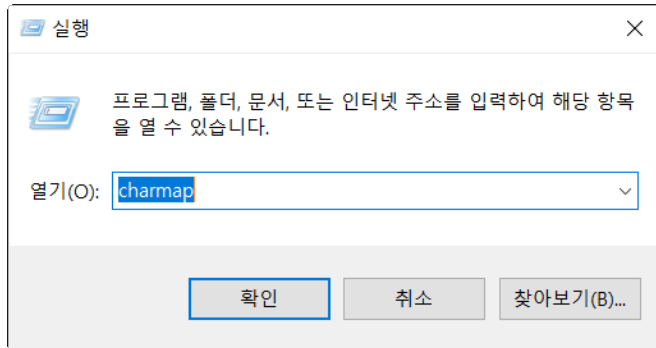 실행
프로그램, 폴더, 문서, 또는 인터넷 주소를 입력하여 해당 항목
을 열 수 있습니다.
열기(O): charmap
확인 취소 찾아보기(B)...